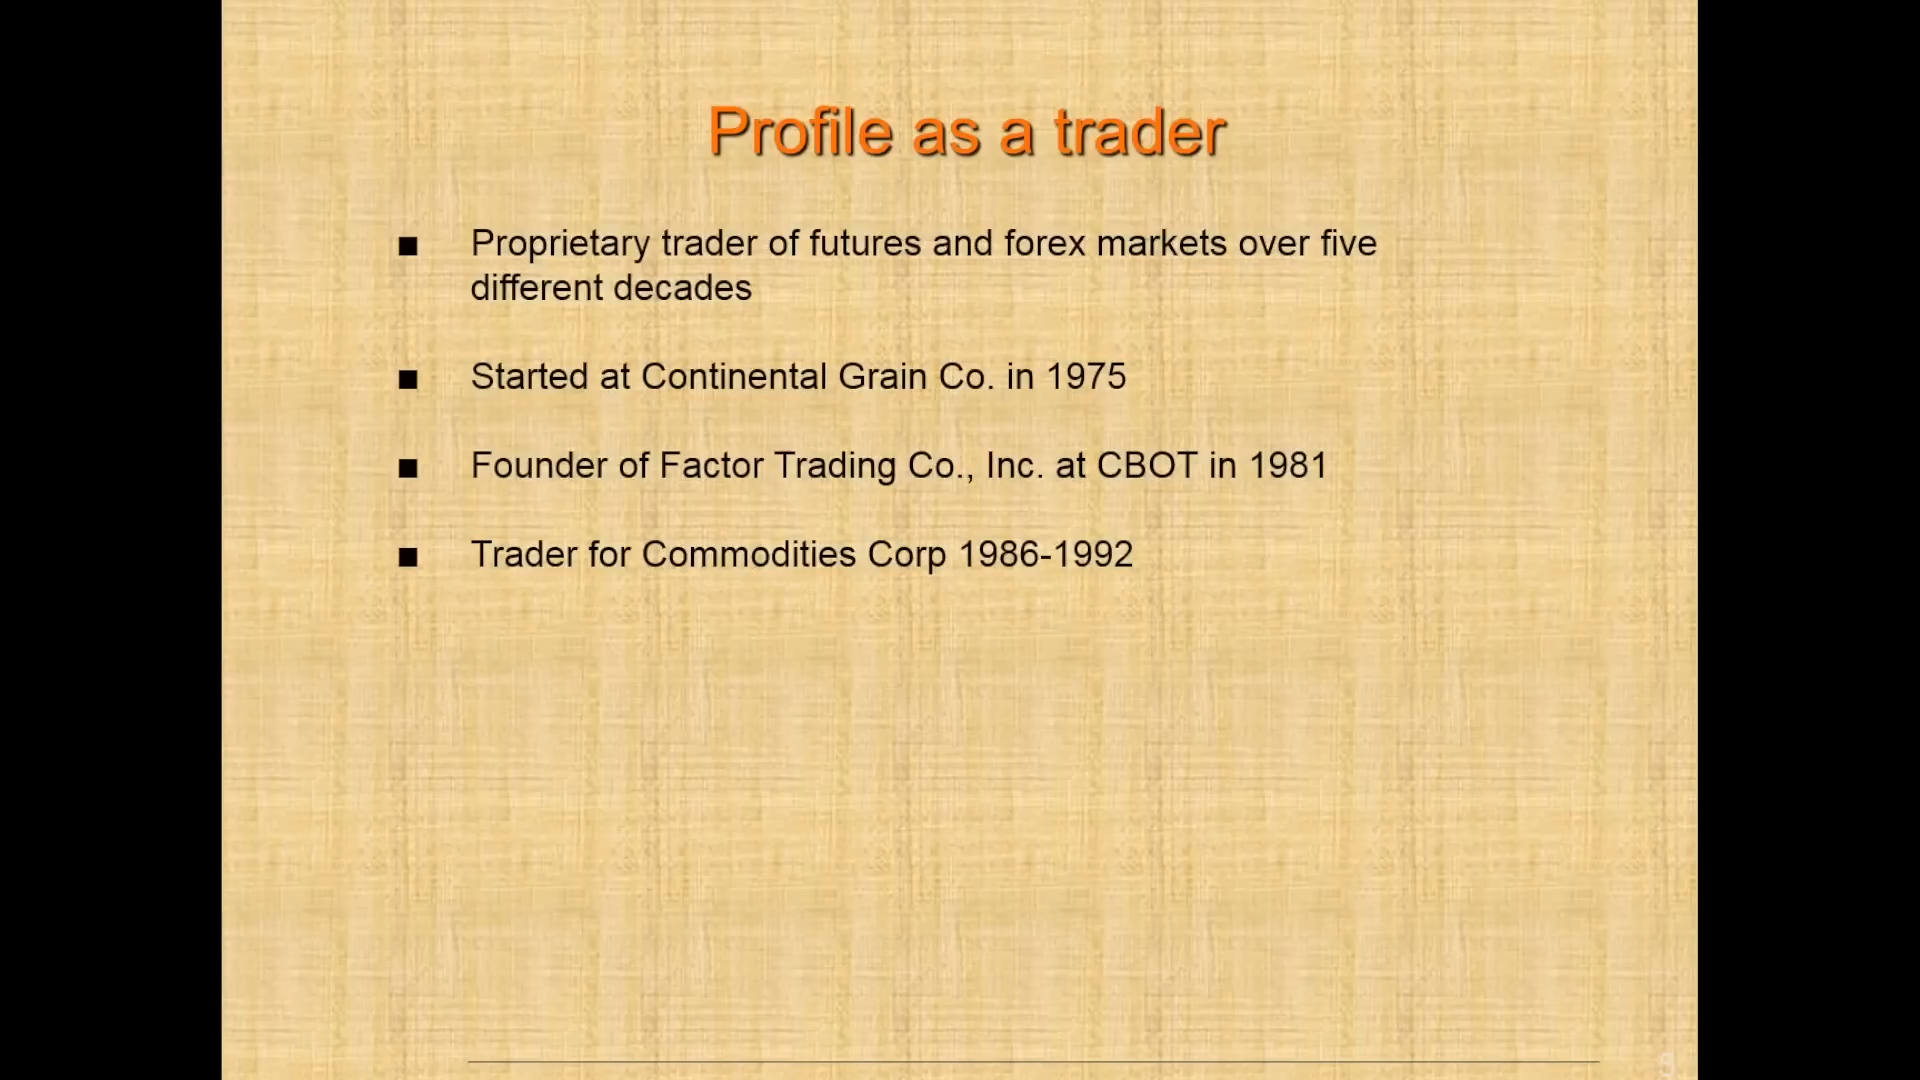 Profile as a trader
■ Proprietary trader of futures and forex markets over five
different decades
■ Started at Continental Grain Co. in 1975
■ Founder of Factor Trading Co., Inc. at CBOT in 1981
■ Trader for Commodities Corp 1986-1992